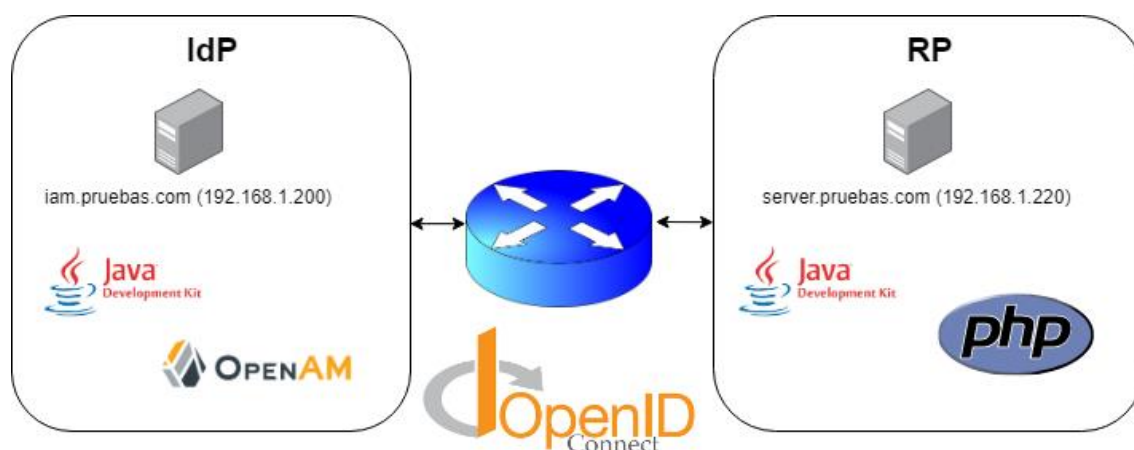 IdP
iam.pruebas.com (192.168.1.200)
Java
Development Kit
OPENAM
RP
server.pruebas.com (192.168.1.220)
Java
Development Kit
php
OpenID
Connect